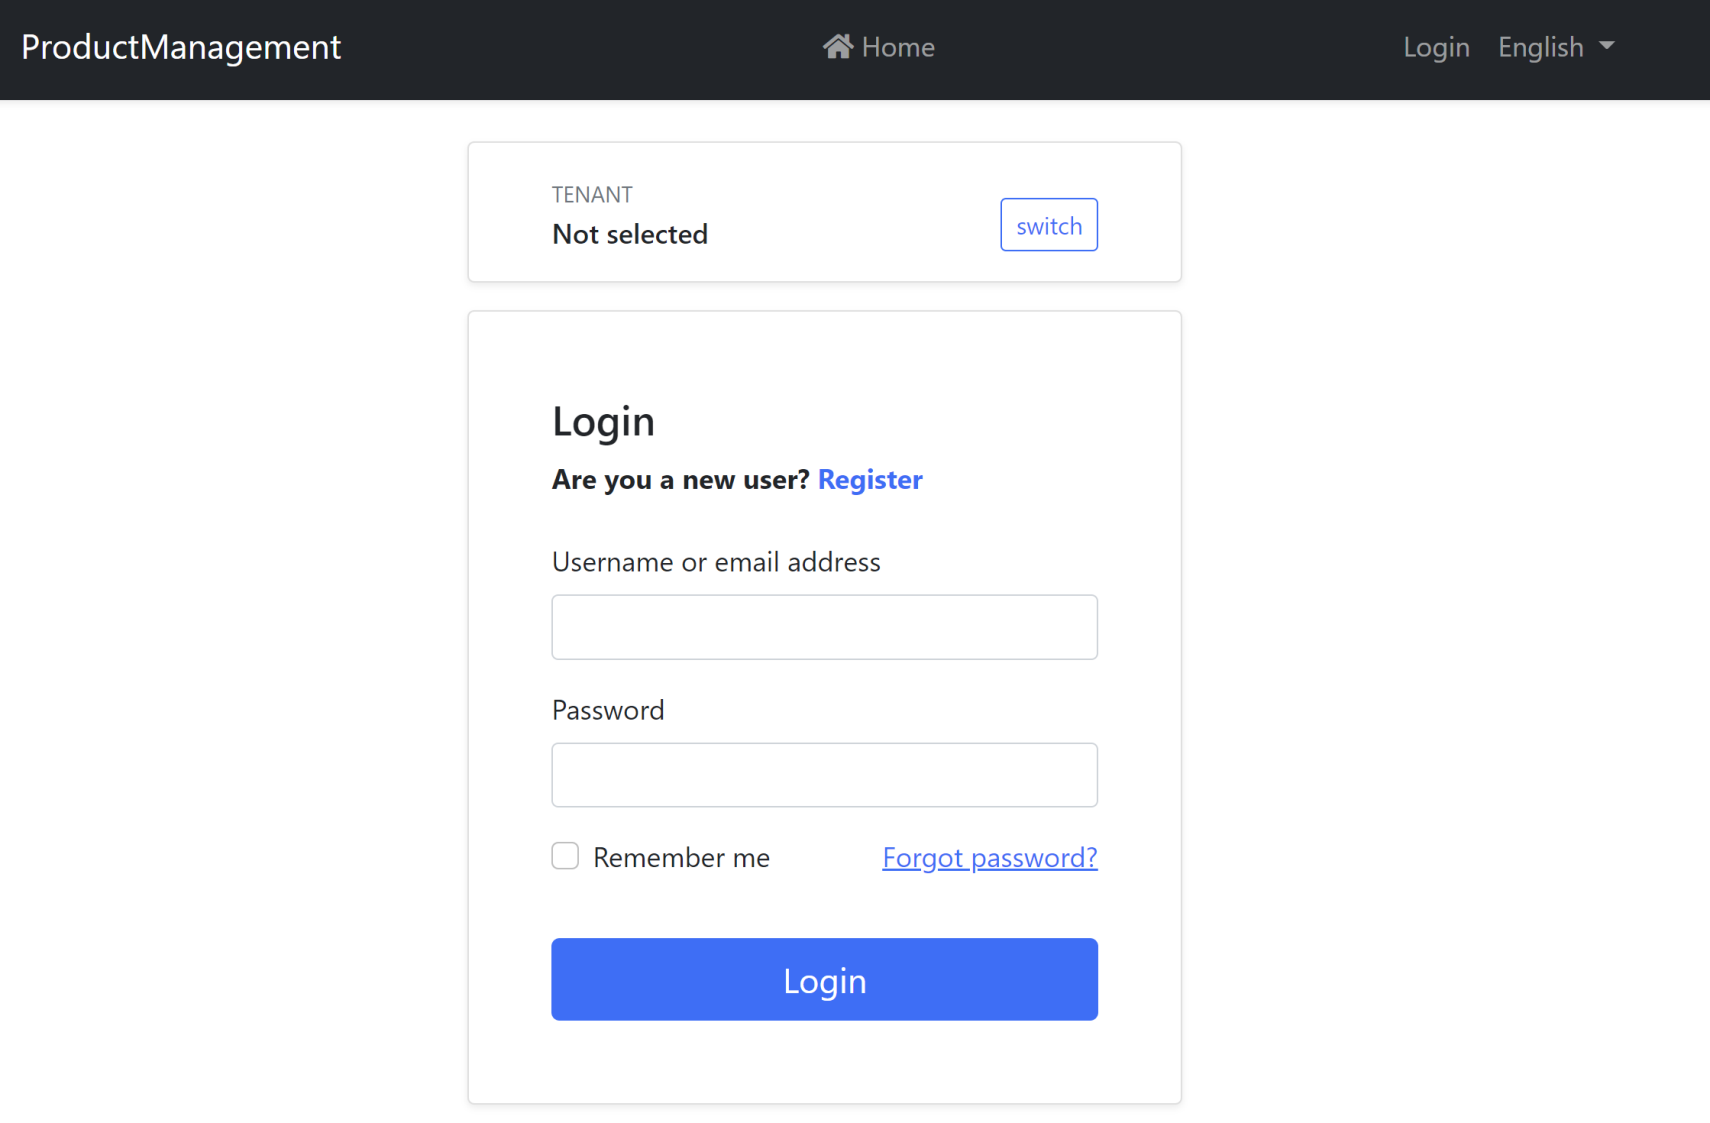 ProductManagement
Home
Login English
TENANT
Not selected
switch
Login
Are you a new user? Register
Username or email address
Password
Remember me Forgot password?
Login